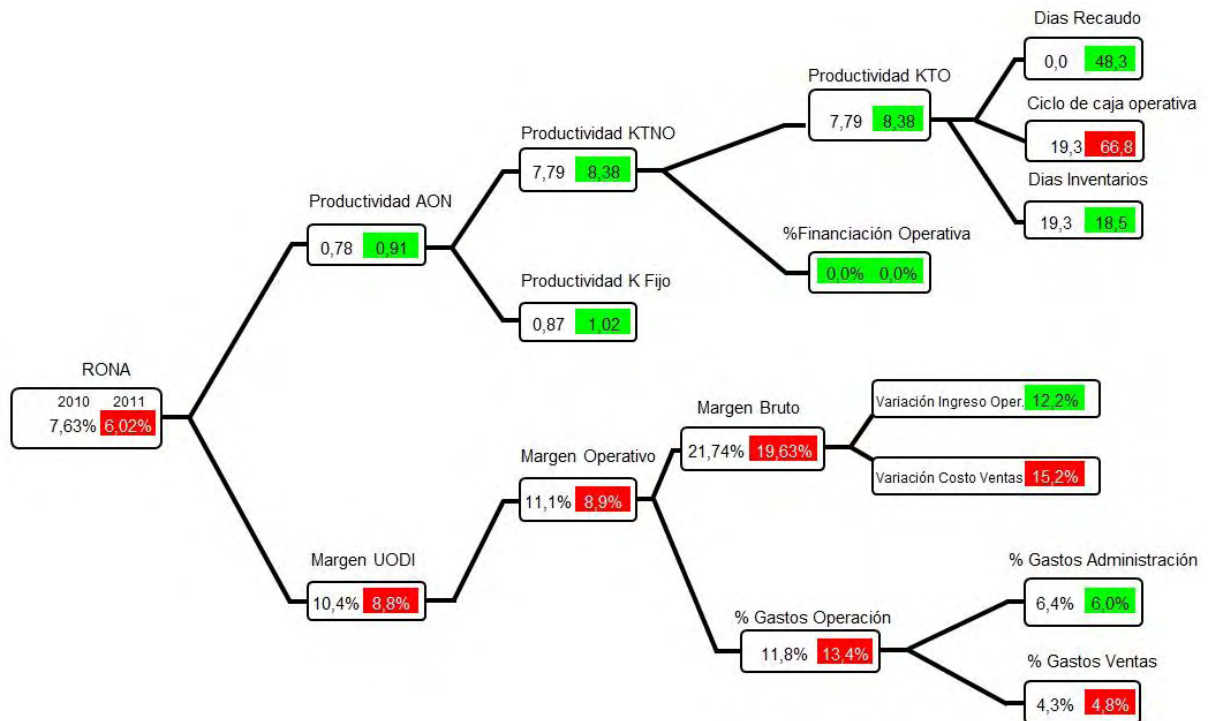 Dias Recaudo
0,0 48,3
Productividad KTO
7,79 8,38
Ciclo de caja operativa
19,3 66,8
Productividad KTNO
7,79 8,38
Dias Inventarios
19,3 18,5
Productividad AON
0,78 0,91
%Financiación Operativa
0,0% 0,0%
Productividad K Fijo
0,87 1,02
RONA
2010 2011
7,63% 6,02%
Variación Ingreso Oper. 12,2%
Margen Bruto
21,74% 19,63%
Margen Operativo
11,1% 8,9%
Variación Costo Ventas 15,2%
Margen UODI
10,4% 8,8%
% Gastos Administración
6,4% 6,0%
% Gastos Operación
11,8% 13,4%
% Gastos Ventas
4,3% 4,8%